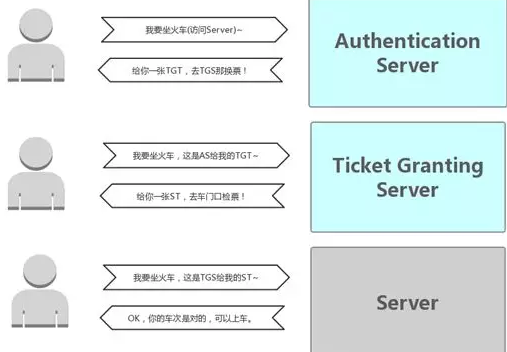 我要坐火车(访问Server)~
Authentication
Server
给你一张TGT，去TGS那换票！
我要坐火车，这是AS给我的TGT~
Ticket Granting
Server
给你一张ST，去车门口检票！
我要坐火车，这是TGS给我的ST~
Server
OK，你的车次是对的，可以上车。